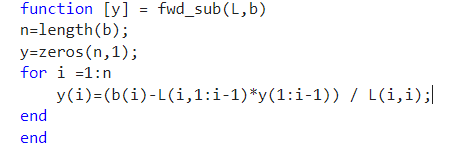 function [y] = fwd_sub(L,b)
n=length(b);
y=zeros(n,1);
for i =1:n
    y(i)=(b(i)-L(i,1:i-1)*y(1:i-1)) / L(i,i);
end
end